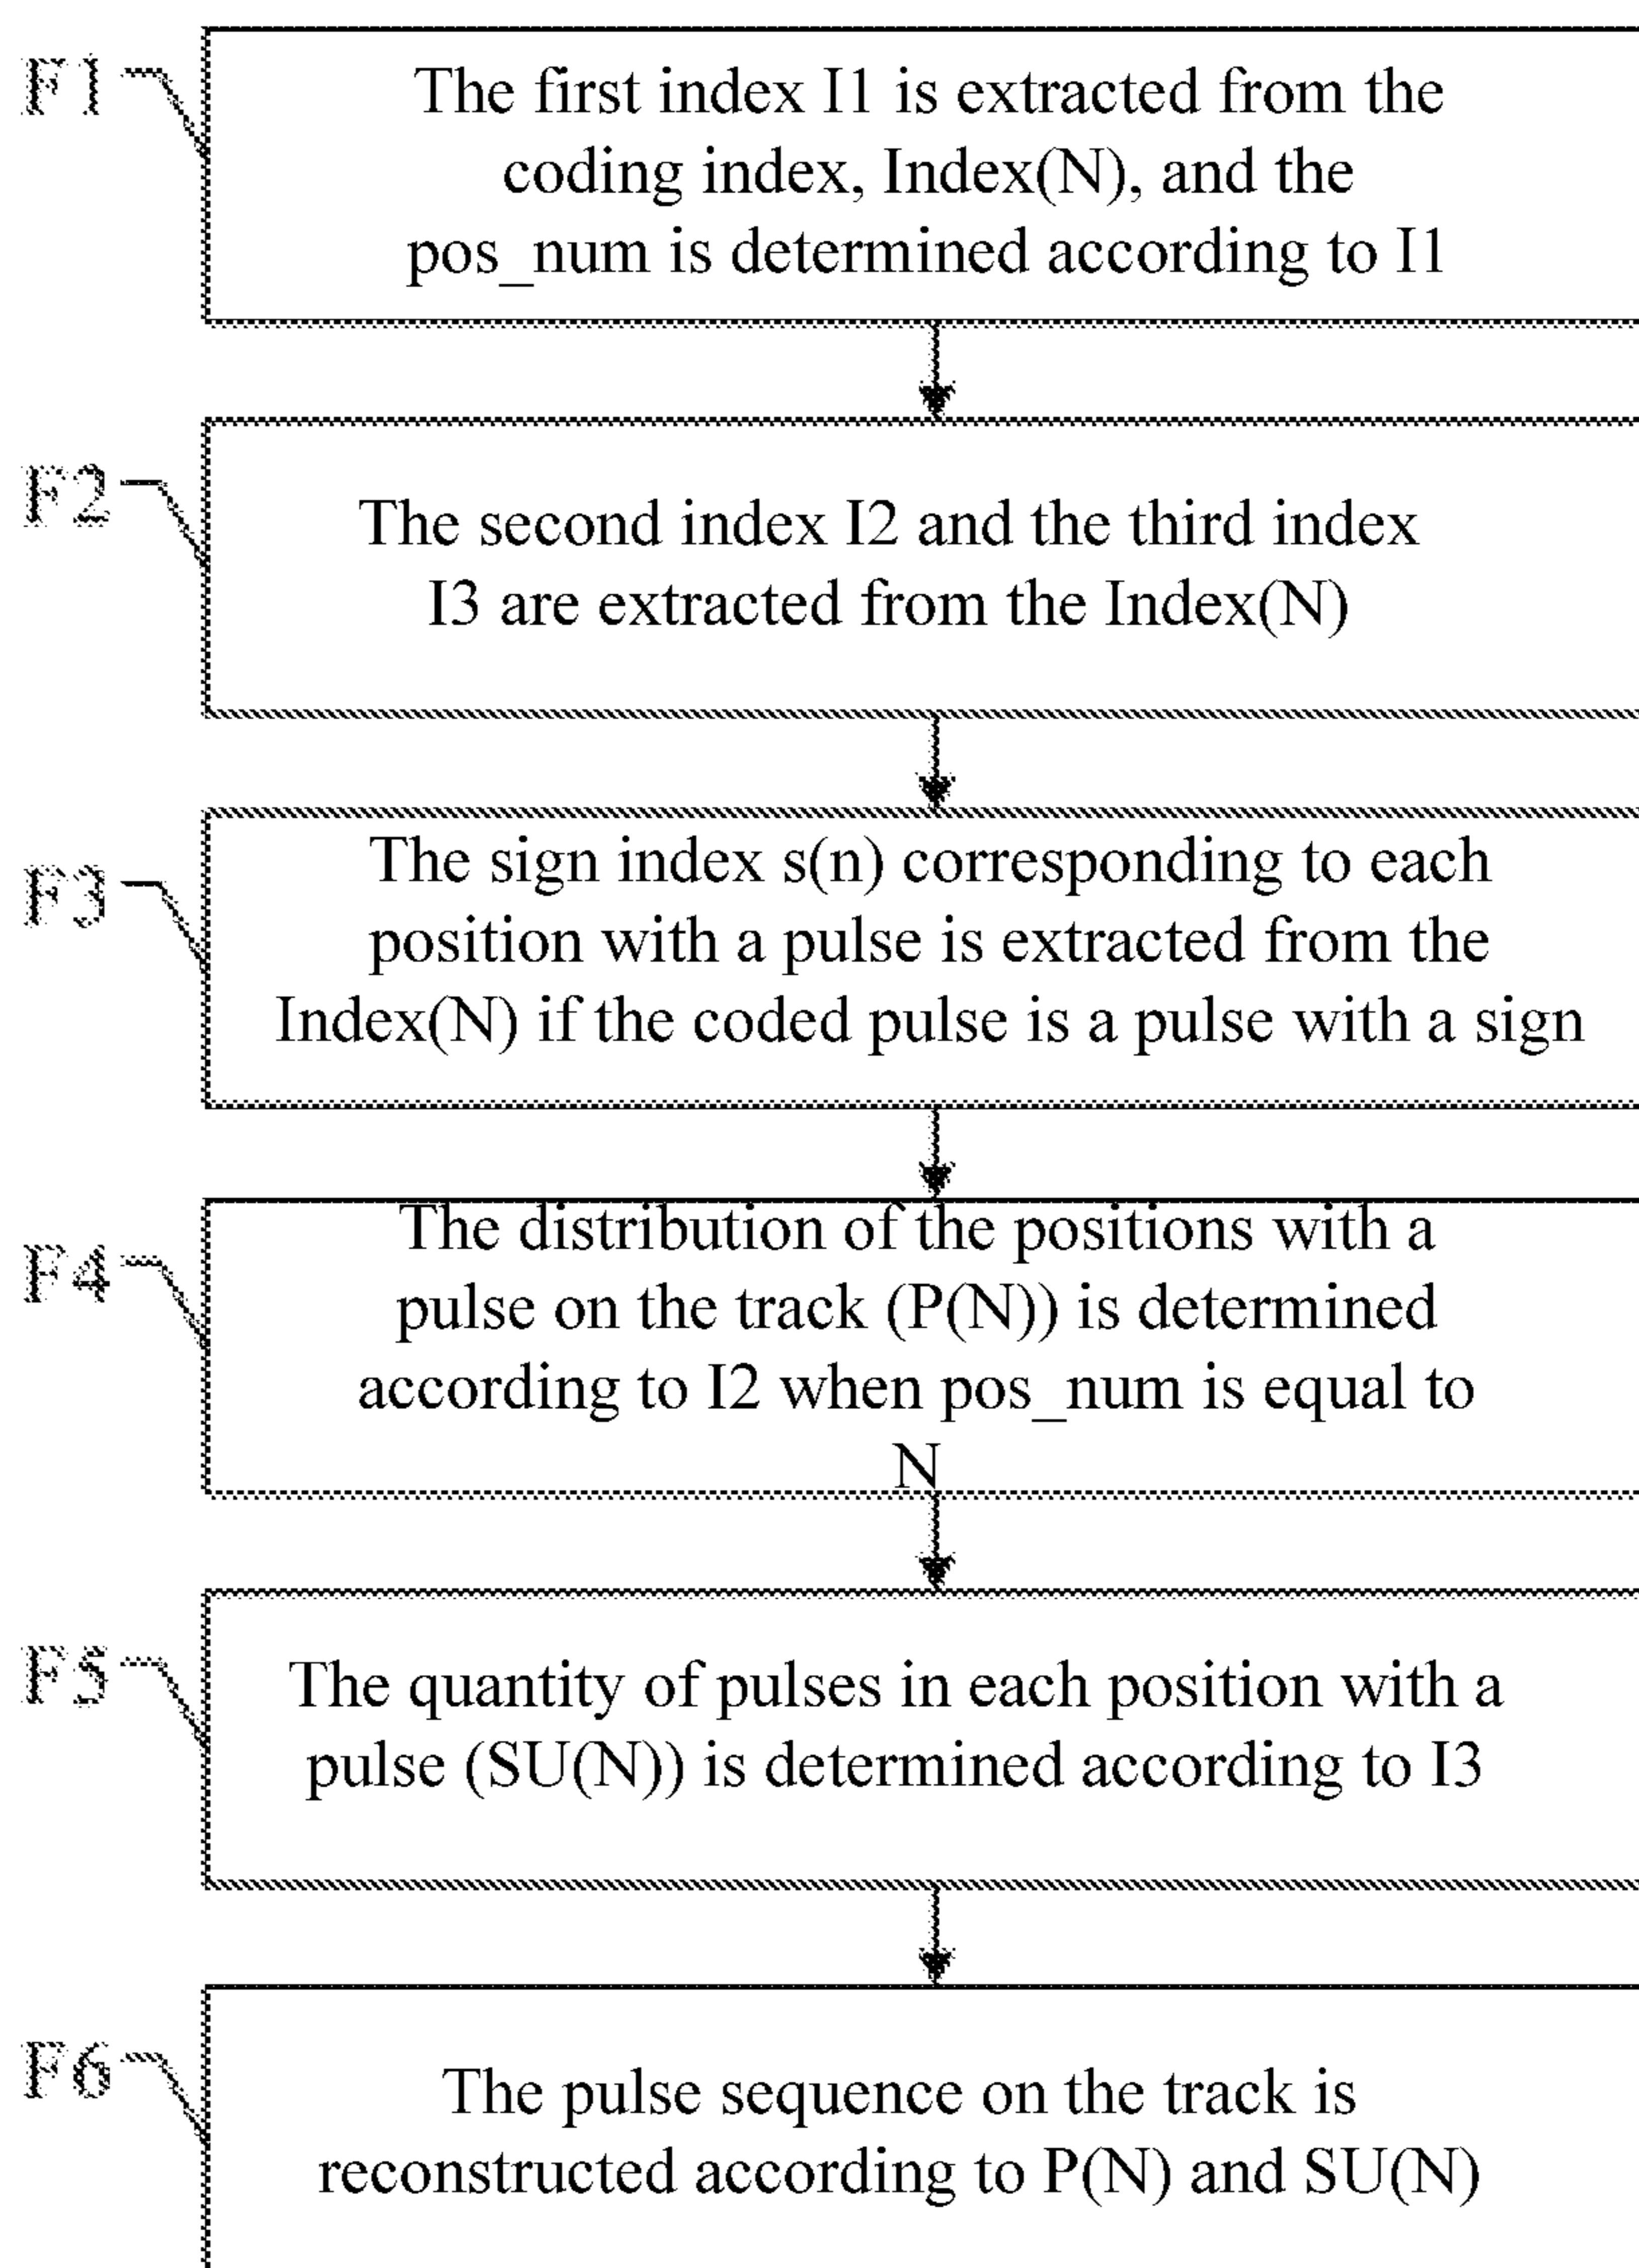 F1
The first index I1 is extracted from the
coding index, Index(N), and the
pos_num is determined according to I1
F2
The second index I2 and the third index
I3 are extracted from the Index(N)
F3
The sign index s(n) corresponding to each
position with a pulse is extracted from the
Index(N) if the coded pulse is a pulse with a sign
F4
The distribution of the positions with a
pulse on the track (P(N)) is determined
according to I2 when pos_num is equal to
N
F5
The quantity of pulses in each position with a
pulse (SU(N)) is determined according to I3
F6
The pulse sequence on the track is
reconstructed according to P(N) and SU(N)